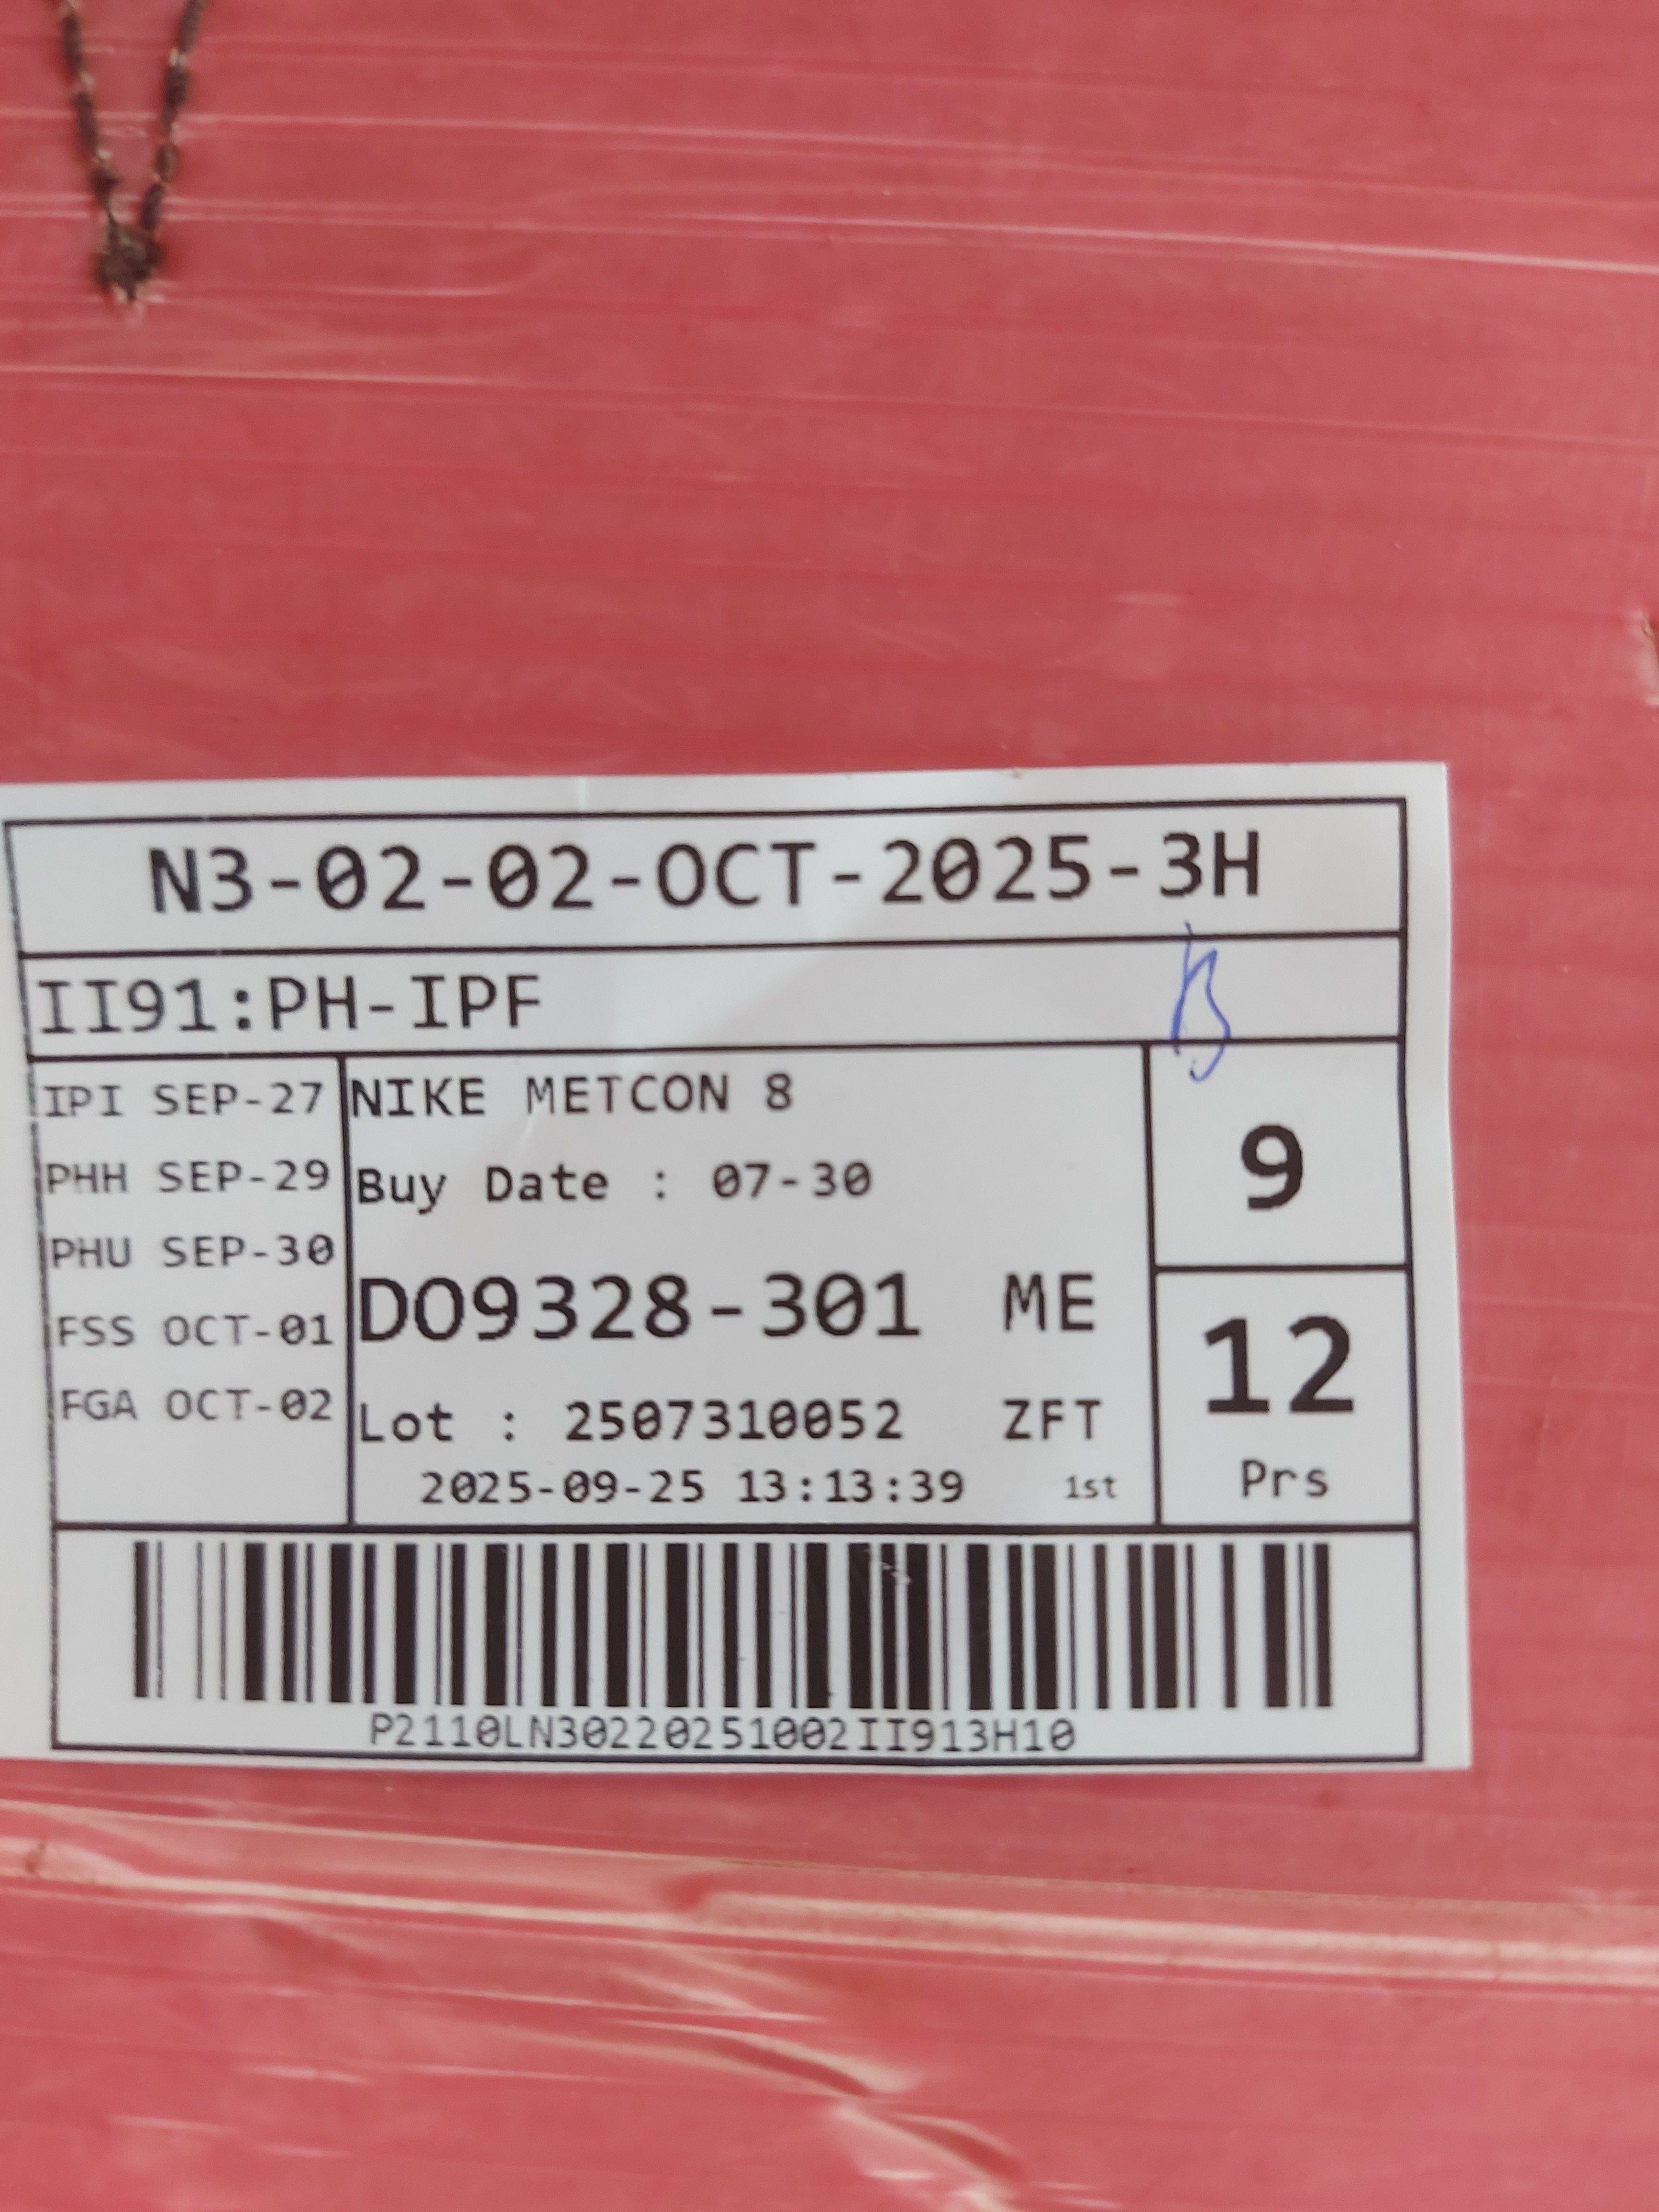 N3-02-02-OCT-2025-3H
II91:PH-IPF
IPI SEP-27
PHH SEP-29
PHU SEP-30
FSS OCT-01
FGA OCT-02
NIKE METCON 8
Buy Date : 07-30
DO9328-301 ME
Lot : 2507310052 ZFT
2025-09-25 13:13:39 1st
9
12
Prs
P2110LN30220251002II913H10